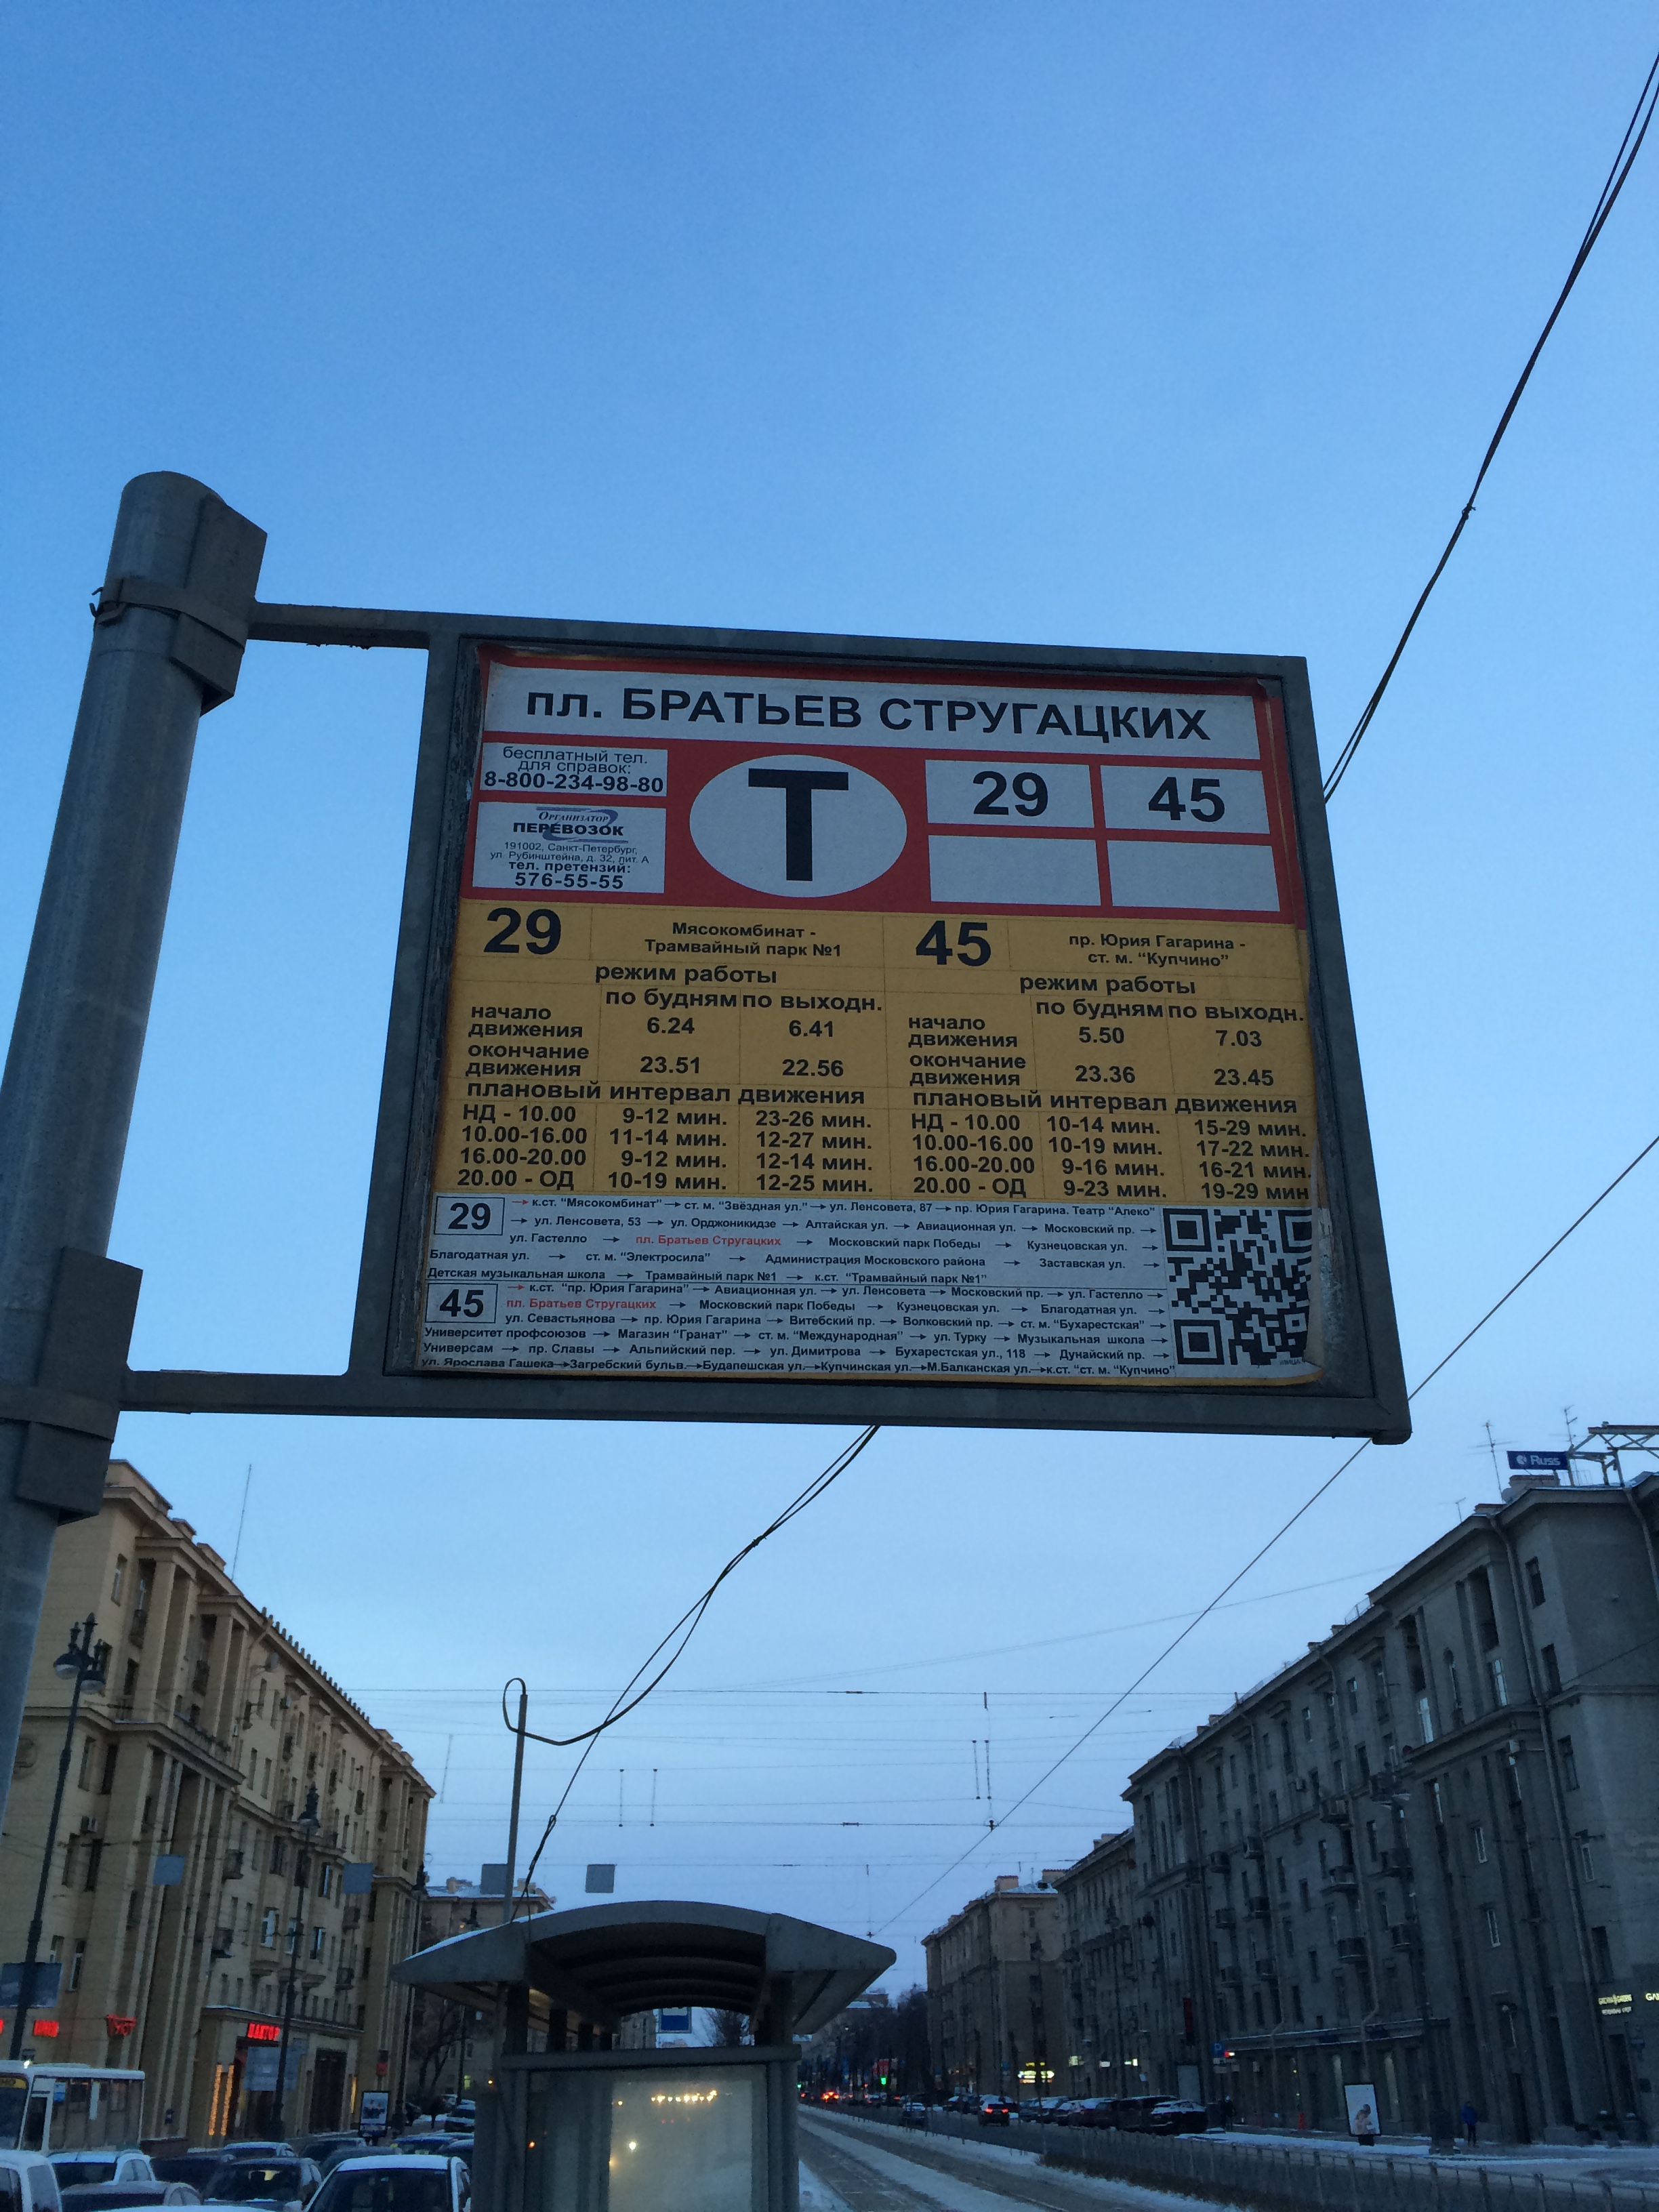 пл. БРАТЬЕВ СТРУГАЦКИХ
бесплатный тел.
для справок:
8-800-234-98-80
ОРГАНИЗАТОР
ПЕРЕВОЗОК
191002, Санкт-Петербург,
ул. Рубинштейна, д. 32, лит. А
тел. претензий:
576-55-55
Т
29
45
29
Мясокомбинат -
Трамвайный парк №1
режим работы
по будням по выходн.
начало
движения 6.24 6.41
окончание
движения 23.51 22.56
плановый интервал движения
НД - 10.00 9-12 мин. 23-26 мин.
10.00-16.00 11-14 мин. 12-27 мин.
16.00-20.00 9-12 мин. 12-14 мин.
20.00 - ОД 10-19 мин. 12-25 мин.
45
пр. Юрия Гагарина -
ст. м. "Купчино"
режим работы
по будням по выходн.
начало
движения 5.50 7.03
окончание
движения 23.36 23.45
плановый интервал движения
НД - 10.00 10-14 мин. 15-29 мин.
10.00-16.00 10-19 мин. 17-22 мин.
16.00-20.00 9-16 мин. 16-21 мин.
20.00 - ОД 9-23 мин. 19-29 мин
29
→ к.ст. "Мясокомбинат" → ст. м "Звёздная ул." → ул. Ленсовета, 87 → пр. Юрия Гагарина. Театр "Алеко"
→ ул. Ленсовета, 53 → ул. Орджоникидзе → Алтайская ул. → Авиационная ул. → Московский пр. →
ул. Гастелло → пл. Братьев Стругацких → Московский парк Победы → Кузнецовская ул. →
Благодатная ул. → ст. м. "Электросила" → Администрация Московского района → Заставская ул. →
Детская музыкальная школа → Трамвайный парк №1 → к.ст. "Трамвайный парк №1"
45
→ к.ст. "пр. Юрия Гагарина" → Авиационная ул. → ул. Ленсовета → Московский пр. → ул. Гастелло →
пл. Братьев Стругацких → Московский парк Победы → Кузнецовская ул. → Благодатная ул. →
ул. Севастьянова → пр. Юрия Гагарина → Витебский пр. → Волковский пр. → ст. м. "Бухарестская" →
Университет профсоюзов → Магазин "Гранат" → ст. м. "Международная" → ул. Турку → Музыкальная школа →
Универсам → пр. Славы → Альпийский пер. → ул. Димитрова → Бухарестская ул., 118 → Дунайский пр. →
ул. Ярослава Гашека→Загребский бульв.→Будапешская ул.→Купчинская ул.→М.Балканская ул.→к.ст. "ст. м. "Купчино"
Russ